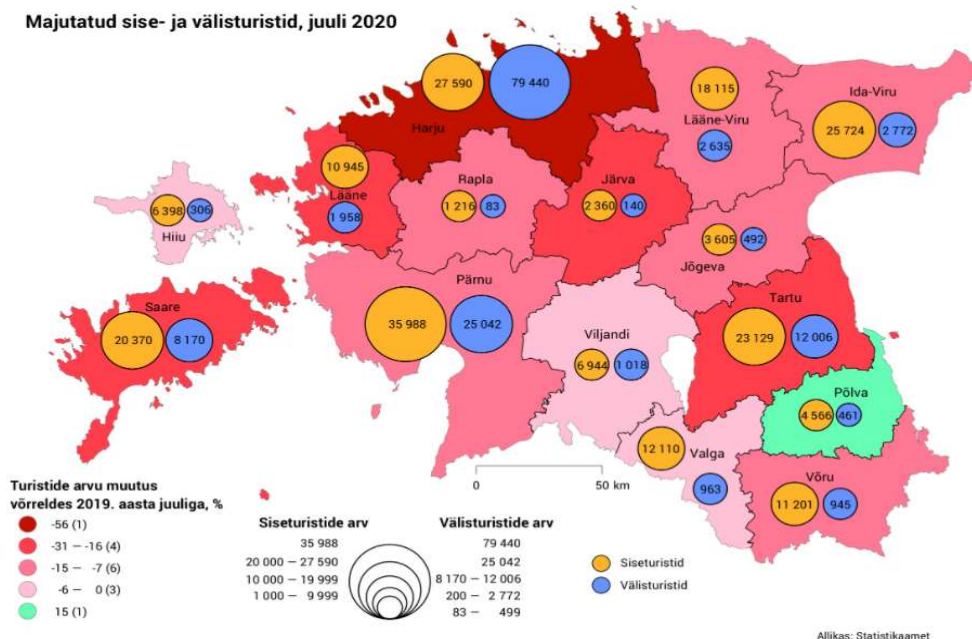 Majutatud sise- ja välisturistid, juuli 2020
27 590
79 440
Harju
18 115
Lääne-Viru
2 635
Ida-Viru
25 724
2 772
10 945
Lääne
1 958
Rapla
1 216
83
Järva
2 360
140
6 398
306
Hiiu
3 605
492
Jõgeva
Saare
20 370
8 170
Pärnu
35 988
25 042
Viljandi
6 944
1 018
Tartu
23 129
12 006
Põlva
4 566
461
12 110
Valga
963
Võru
11 201
945
0
50 km
Turistide arvu muutus
võrreldes 2019. aasta juuliga, %
-56 (1)
-31 – -16 (4)
-15 – -7 (6)
-6 – 0 (3)
15 (1)
Siseturistide arv
35 988
20 000 – 27 590
10 000 – 19 999
1 000 – 9 999
Välisturistide arv
79 440
25 042
8 170 – 12 006
200 – 2 772
83 – 499
Siseturistid
Välisturistid
Allikas: Statistikaamet